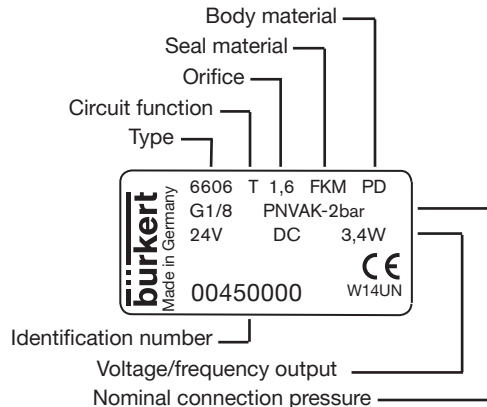 Body material
Seal material
Orifice
Circuit function
Type
6606 T 1,6 FKM PD
G1/8 PNVAK-2bar
24V DC 3,4W
CE
00450000 W14UN
bürkert
Made in Germany
Identification number
Voltage/frequency output
Nominal connection pressure